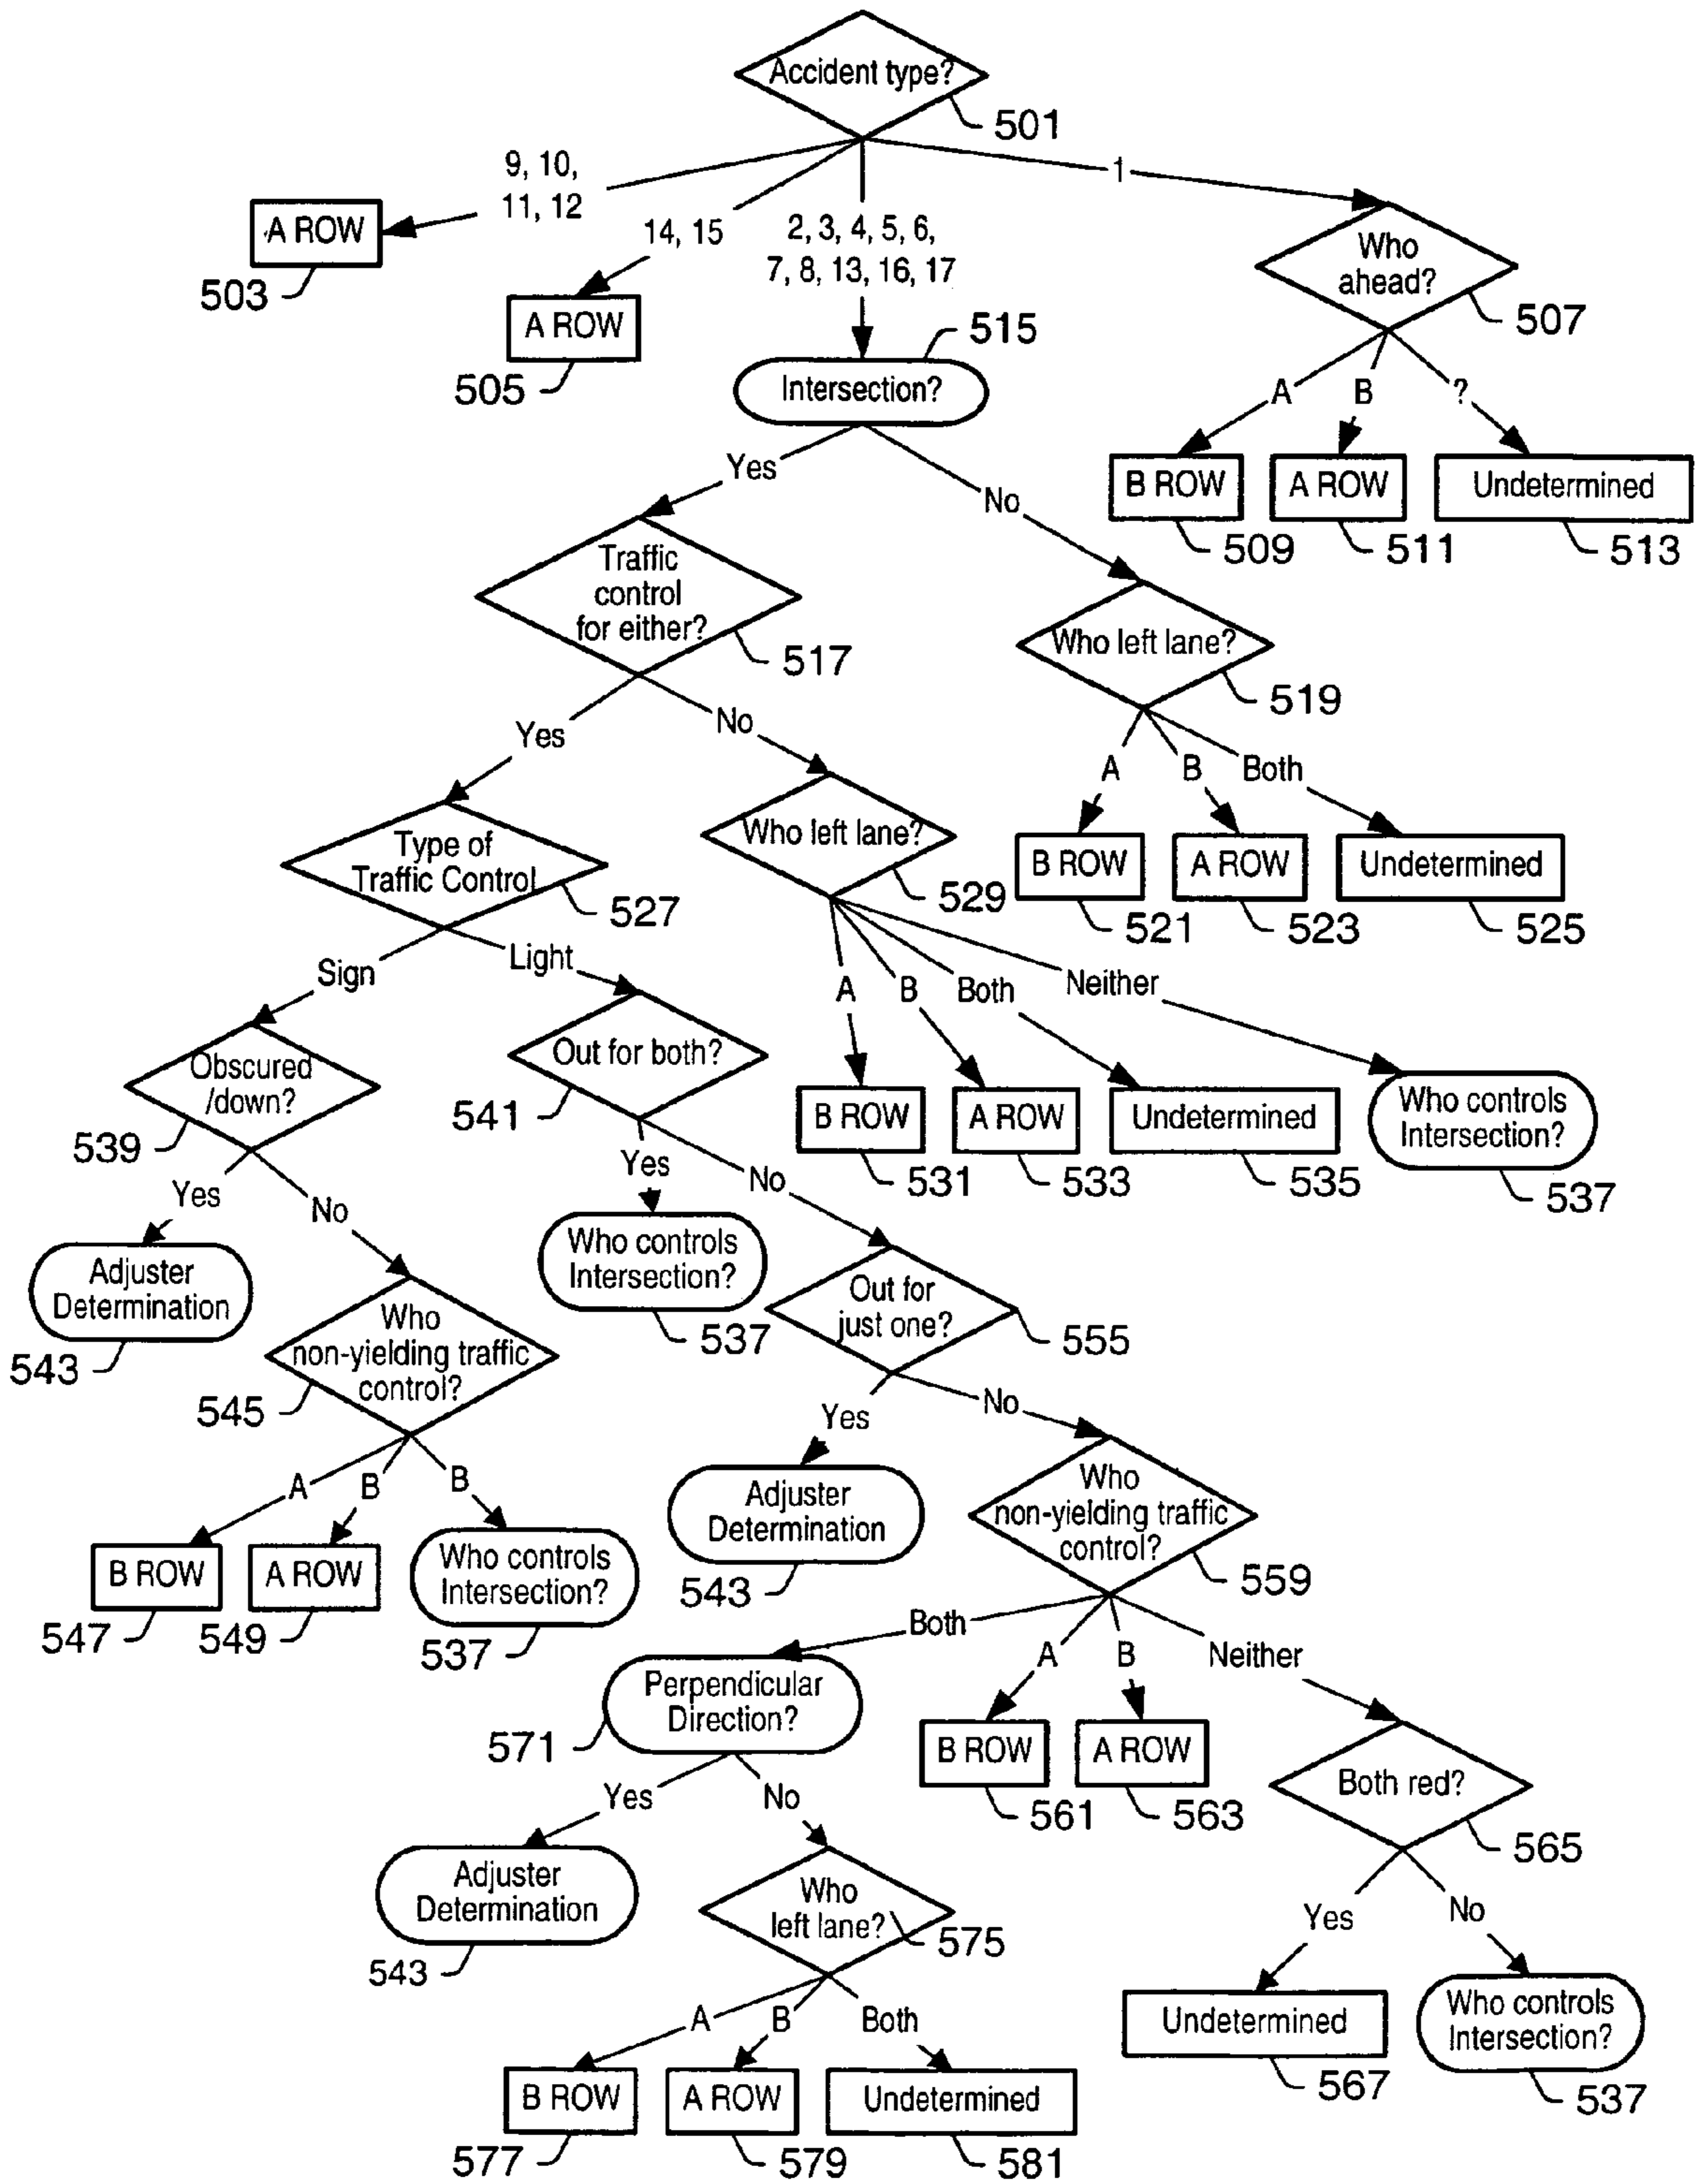 Accident type?
501
9, 10,
11, 12
14, 15
2, 3, 4, 5, 6,
7, 8, 13, 16, 17
1
A ROW
503
A ROW
505
515
Intersection?
Who
ahead?
507
A
B
?
B ROW
A ROW
Undetermined
509
511
513
Yes
No
Traffic
control
for either?
517
Who left lane?
519
A
B
Both
B ROW
A ROW
Undetermined
521
523
525
Yes
No
Type of
Traffic Control
527
Who left lane?
529
A
B
Both
Neither
B ROW
A ROW
Undetermined
Who controls
Intersection?
531
533
535
537
Sign
Light
Obscured
/down?
539
Out for both?
541
Yes
No
Adjuster
Determination
543
Yes
No
Who controls
Intersection?
537
Who
non-yielding traffic
control?
545
Out for
just one?
555
A
B
B
B ROW
A ROW
Who controls
Intersection?
547
549
537
Yes
No
Adjuster
Determination
543
Who
non-yielding traffic
control?
559
Both
A
B
Neither
Perpendicular
Direction?
571
B ROW
A ROW
561
563
Both red?
565
Yes
No
Adjuster
Determination
543
Who
left lane?
575
Yes
No
Undetermined
567
Who controls
Intersection?
537
A
B
Both
B ROW
A ROW
Undetermined
577
579
581